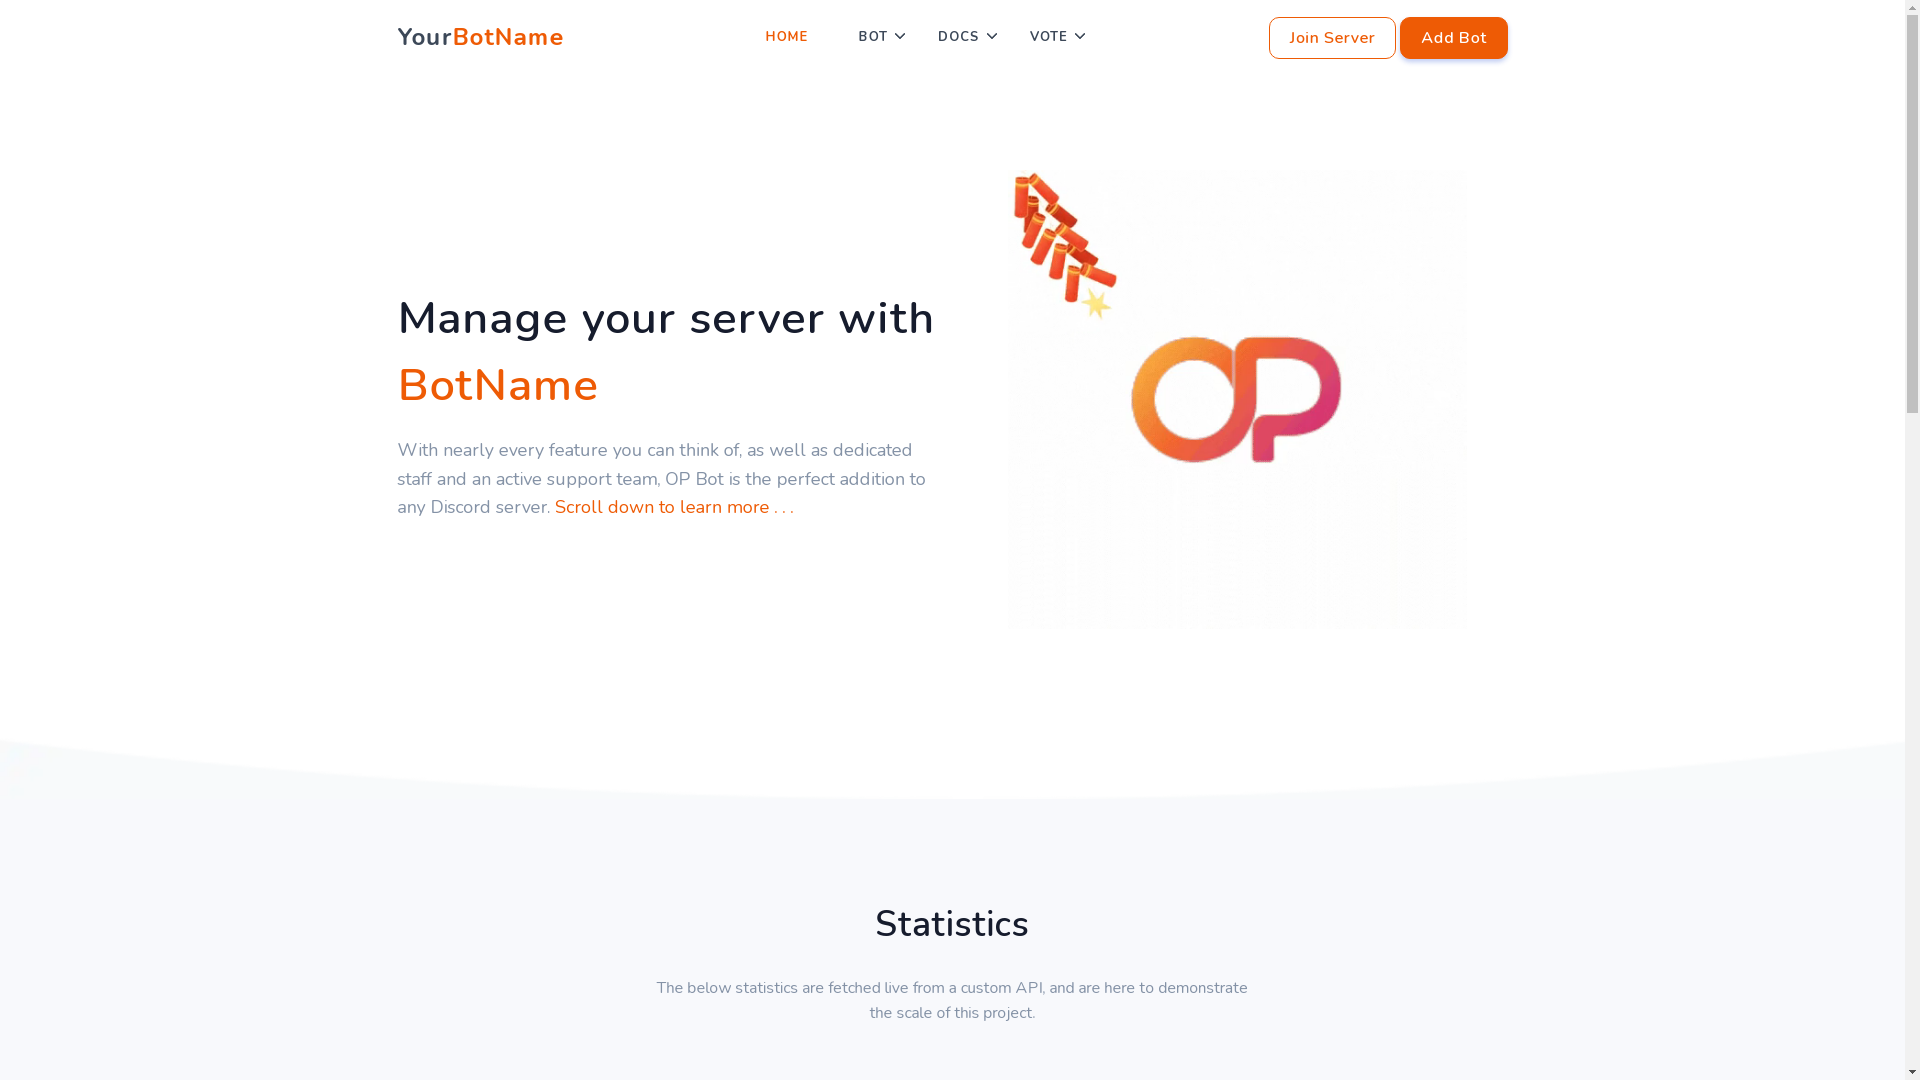 YourBotName
HOME
BOT
DOCS
VOTE
Join Server
Add Bot
Manage your server with
BotName
With nearly every feature you can think of, as well as dedicated
staff and an active support team, OP Bot is the perfect addition to
any Discord server. Scroll down to learn more . . .
OP
Statistics
The below statistics are fetched live from a custom API, and are here to demonstrate
the scale of this project.